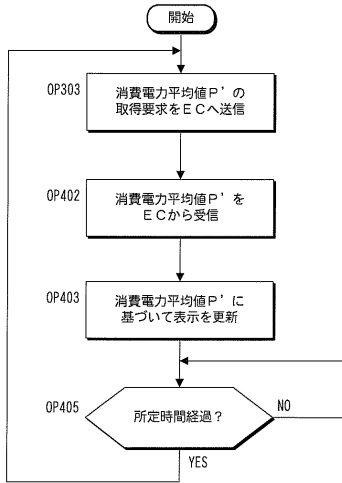 開始
OP303
消費電力平均値P'の
取得要求をECへ送信
OP402
消費電力平均値P'を
ECから受信
OP403
消費電力平均値P'に
基づいて表示を更新
OP405
所定時間経過?
NO
YES